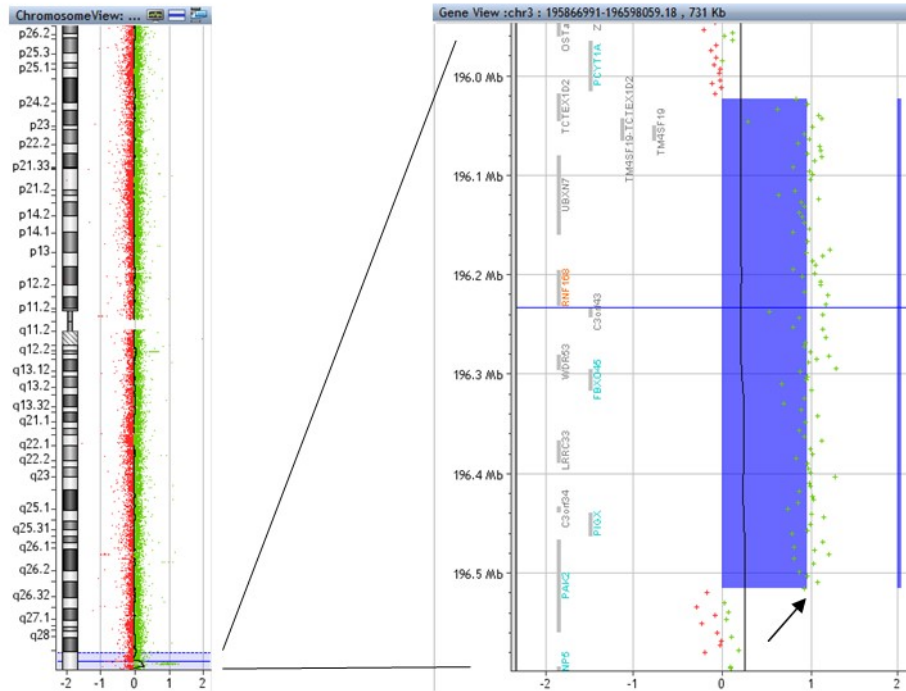 ChromosomeView: ...
p26.2
p25.3
p25.1
p24.2
p23
p22.2
p21.33
p21.2
p14.2
p14.1
p13
p12.2
p11.2
q11.2
q12.2
q13.12
q13.2
q13.32
q21.1
q22.1
q22.2
q23
q25.1
q25.31
q26.1
q26.2
q26.32
q27.1
q28
-2 -1 0 1 2
Gene View :chr3 : 195866991-196598059.18 , 731 Kb
196.0 Mb
196.1 Mb
196.2 Mb
196.3 Mb
196.4 Mb
196.5 Mb
OSTa
Z
PCYT1A
TCTEX1D2
TM4SF19-TCTEX1D2
TM4SF19
UBXN7
RNF168
C3orf43
WDR53
FBXO45
LRRC33
C3orf34
PIGX
PAK2
NP5
-2 -1 0 1 2